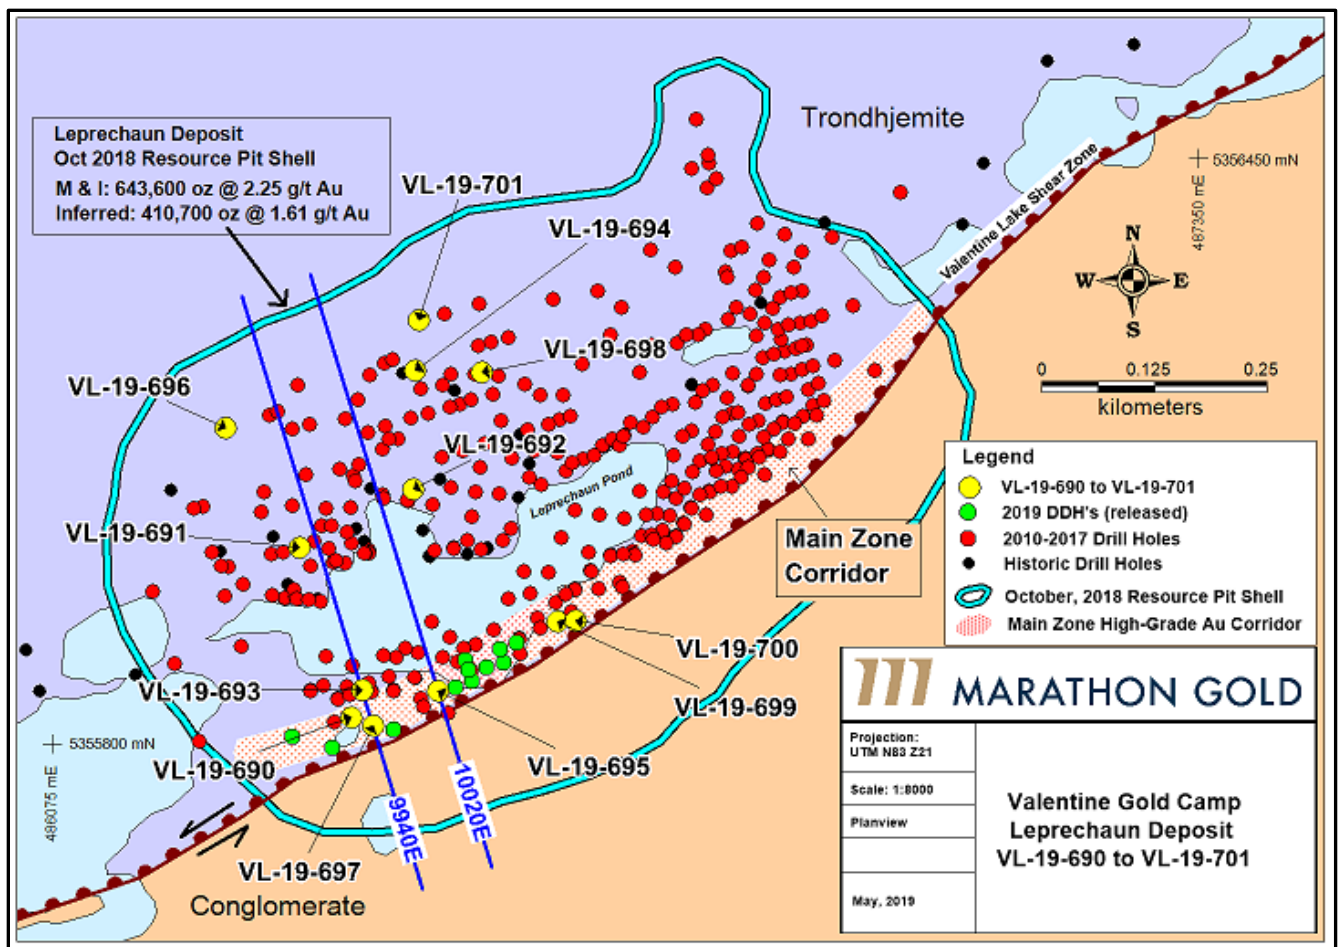 Leprechaun Deposit
Oct 2018 Resource Pit Shell
M & I: 643,600 oz @ 2.25 g/t Au
Inferred: 410,700 oz @ 1.61 g/t Au
Trondhjemite
Valentine Lake Shear Zone
5356450 mN
487350 mE
N
W E
S
0 0.125 0.25
kilometers
VL-19-701
VL-19-694
VL-19-698
VL-19-696
VL-19-692
Leprechaun Pond
VL-19-691
Main Zone
Corridor
Legend
VL-19-690 to VL-19-701
2019 DDH's (released)
2010-2017 Drill Holes
Historic Drill Holes
October, 2018 Resource Pit Shell
Main Zone High-Grade Au Corridor
VL-19-700
VL-19-693
VL-19-699
5355800 mN
486075 mE
VL-19-690
VL-19-695
9940E
10020E
VL-19-697
Conglomerate
MARATHON GOLD
Projection:
UTM N83 Z21
Scale: 1:8000
Planview
May, 2019
Valentine Gold Camp
Leprechaun Deposit
VL-19-690 to VL-19-701